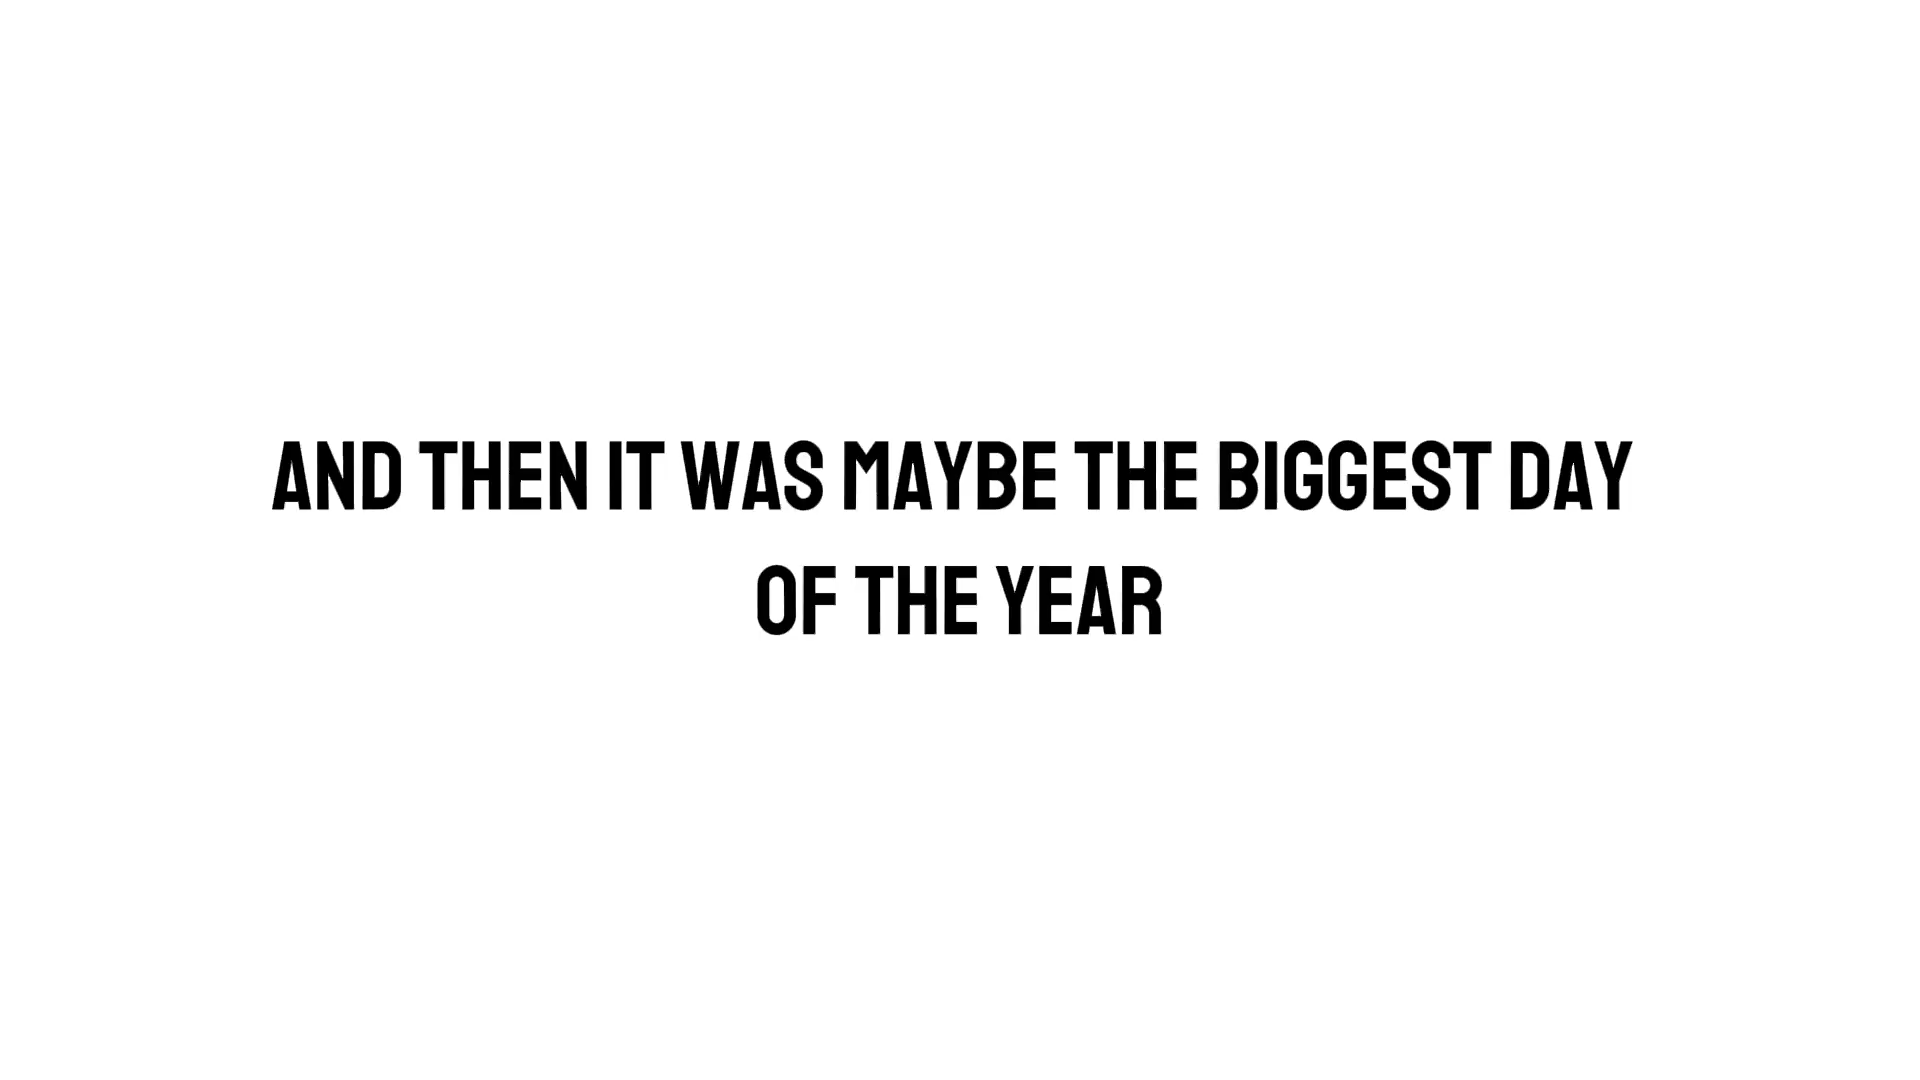 AND THEN IT WAS MAYBE THE BIGGEST DAY
OF THE YEAR